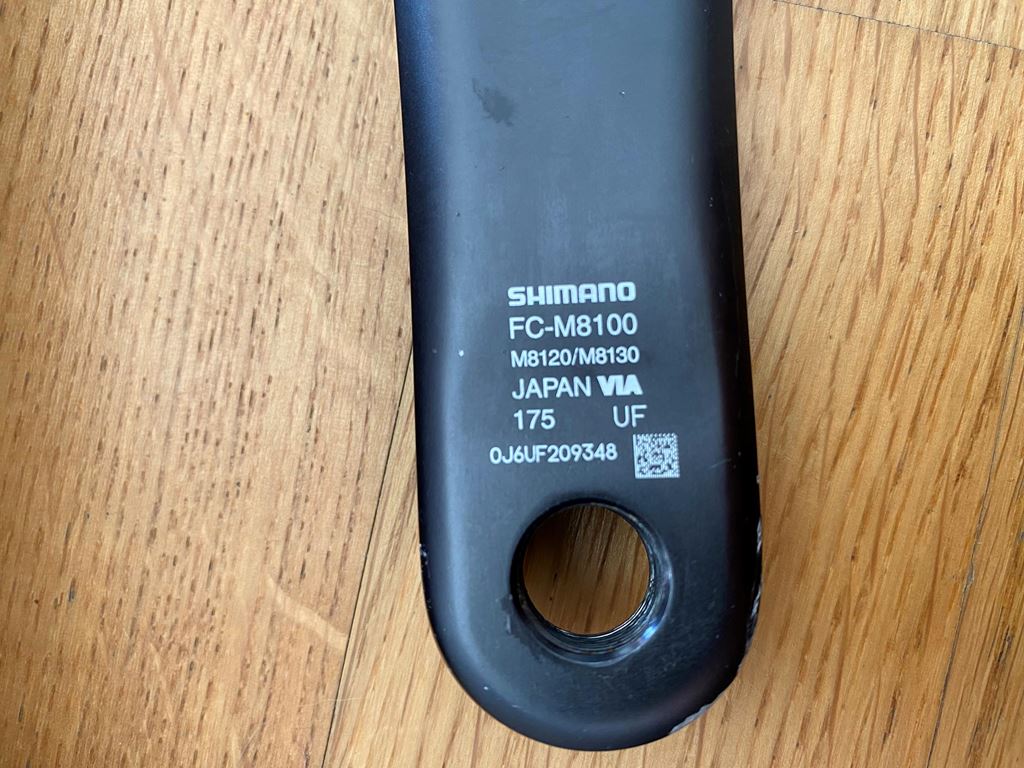 SHIMANO
FC-M8100
M8120/M8130
JAPAN VIA
175 UF
0J6UF209348